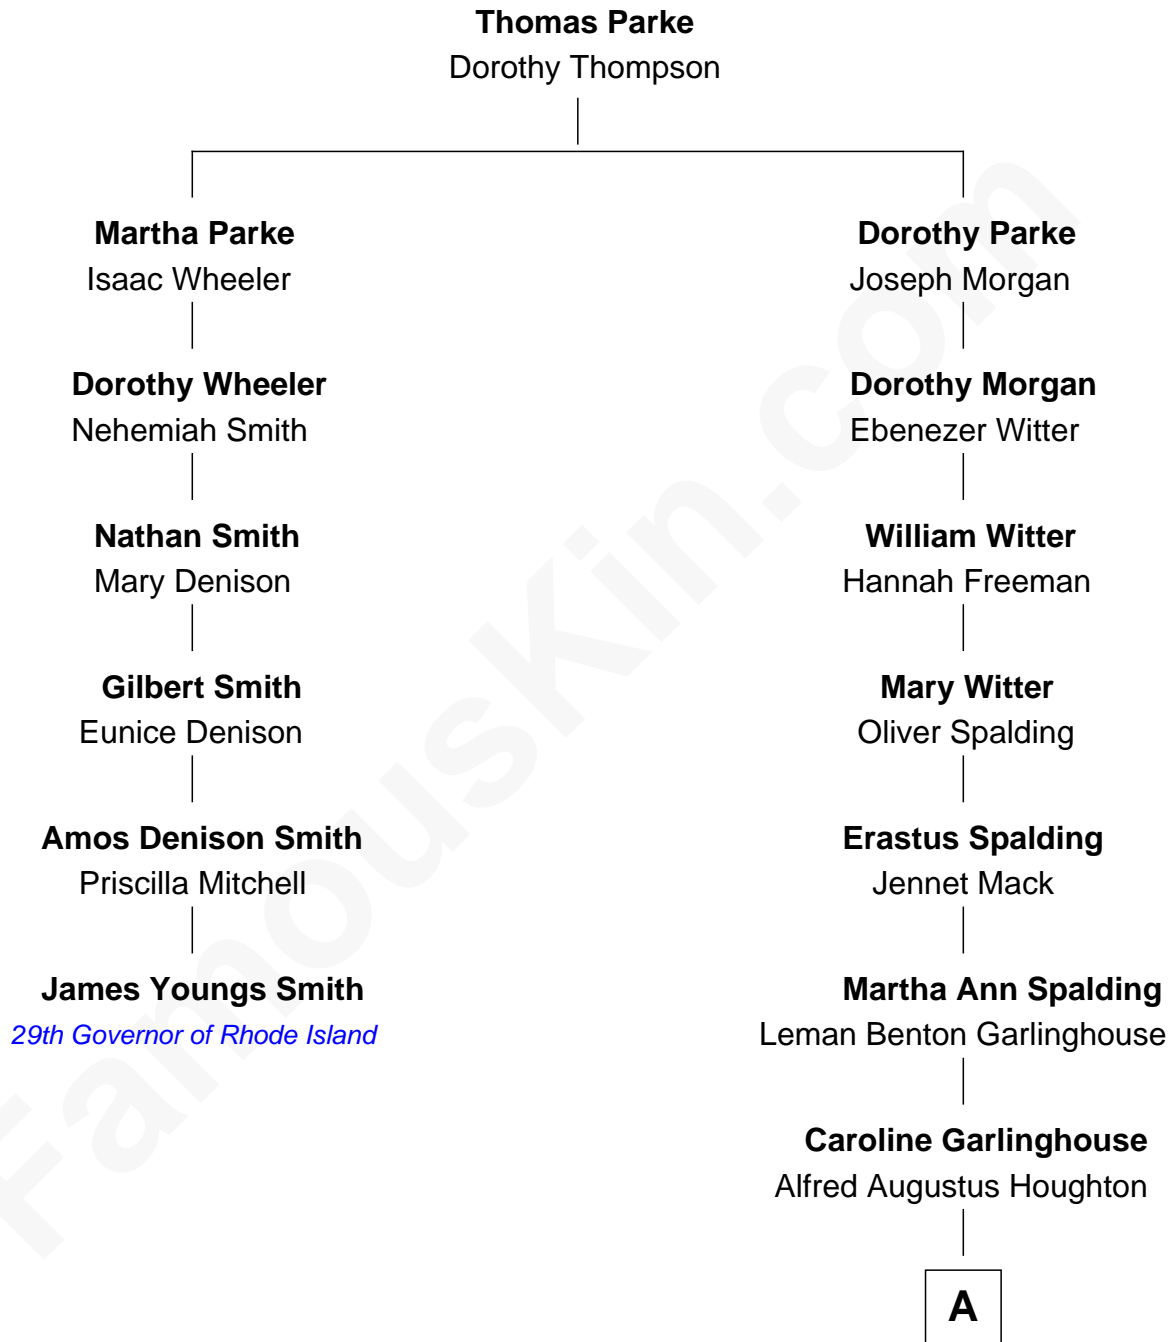 Thomas Parke
Dorothy Thompson
Martha Parke
Isaac Wheeler
Dorothy Parke
Joseph Morgan
Dorothy Wheeler
Nehemiah Smith
Dorothy Morgan
Ebenezer Witter
Nathan Smith
Mary Denison
William Witter
Hannah Freeman
Gilbert Smith
Eunice Denison
Mary Witter
Oliver Spalding
Amos Denison Smith
Priscilla Mitchell
Erastus Spalding
Jennet Mack
James Youngs Smith
29th Governor of Rhode Island
Martha Ann Spalding
Leman Benton Garlinghouse
Caroline Garlinghouse
Alfred Augustus Houghton
A
FamousKin.com